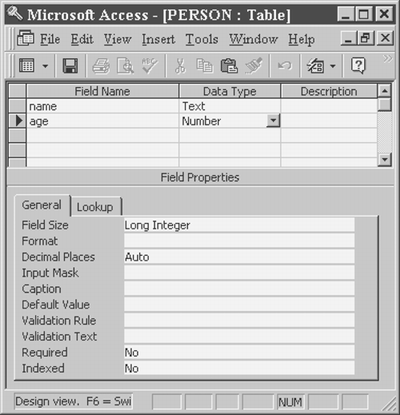 Microsoft Access - [PERSON : Table]
File Edit View Insert Tools Window Help
Field Name Data Type Description
name Text
age Number
Field Properties
General Lookup
Field Size Long Integer
Format
Decimal Places Auto
Input Mask
Caption
Default Value
Validation Rule
Validation Text
Required No
Indexed No
Design view. F6 = Swi NUM